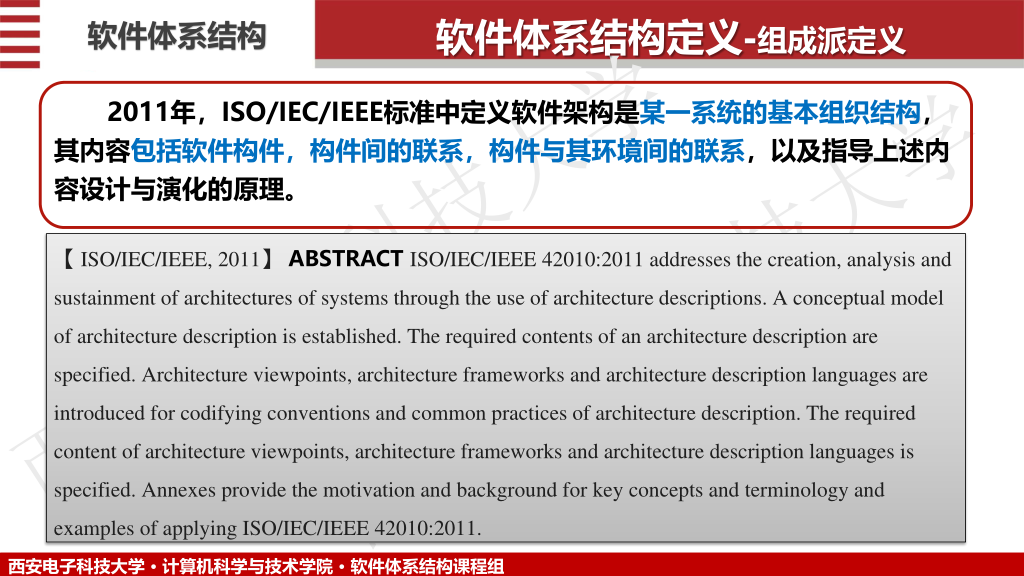 软件体系结构
软件体系结构定义-组成派定义
2011年，ISO/IEC/IEEE标准中定义软件架构是某一系统的基本组织结构，
其内容包括软件构件，构件间的联系，构件与其环境间的联系，以及指导上述内
容设计与演化的原理。
【 ISO/IEC/IEEE, 2011】 ABSTRACT ISO/IEC/IEEE 42010:2011 addresses the creation, analysis and
sustainment of architectures of systems through the use of architecture descriptions. A conceptual model
of architecture description is established. The required contents of an architecture description are
specified. Architecture viewpoints, architecture frameworks and architecture description languages are
introduced for codifying conventions and common practices of architecture description. The required
content of architecture viewpoints, architecture frameworks and architecture description languages is
specified. Annexes provide the motivation and background for key concepts and terminology and
examples of applying ISO/IEC/IEEE 42010:2011.
西安电子科技大学 • 计算机科学与技术学院 • 软件体系结构课程组